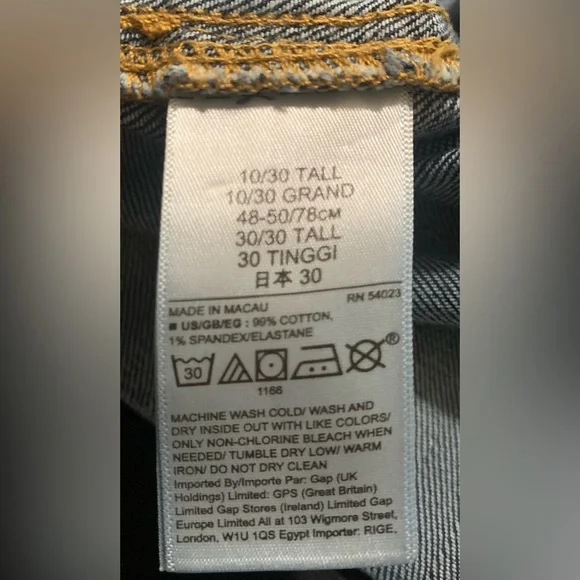 10/30 TALL
10/30 GRAND
48-50/78CM
30/30 TALL
30 TINGGI
日本 30
RN 54023
MADE IN MACAU
■ US/GB/EG : 99% COTTON,
1% SPANDEX/ELASTANE
30
®
1166
MACHINE WASH COLD/ WASH AND
DRY INSIDE OUT WITH LIKE COLORS/
ONLY NON-CHLORINE BLEACH WHEN
NEEDED/ TUMBLE DRY LOW/ WARM
IRON/ DO NOT DRY CLEAN
Imported By/Importe Par: Gap (UK
Holdings) Limited: GPS (Great Britain)
Limited Gap Stores (Ireland) Limited Gap
Europe Limited All at 103 Wigmore Street,
London, W1U 1QS Egypt Importer: RIGE,